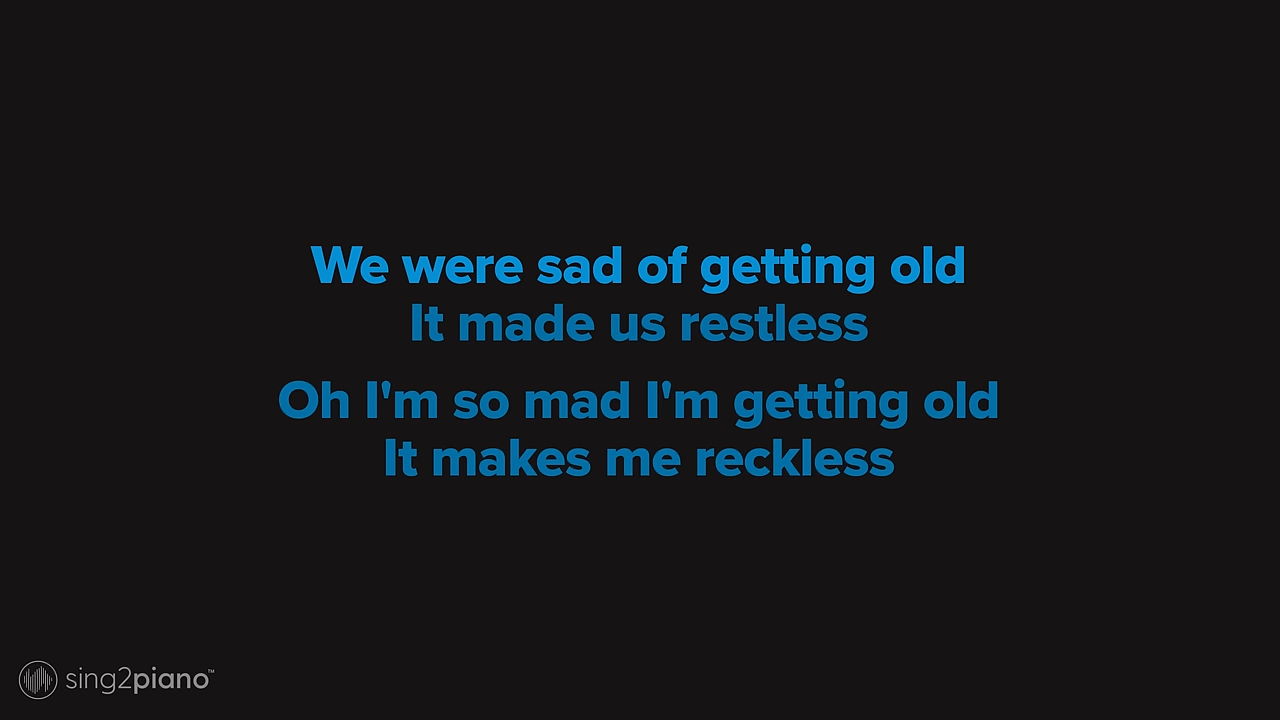 We were sad of getting old
It made us restless
Oh I'm so mad I'm getting old
It makes me reckless
sing2piano™